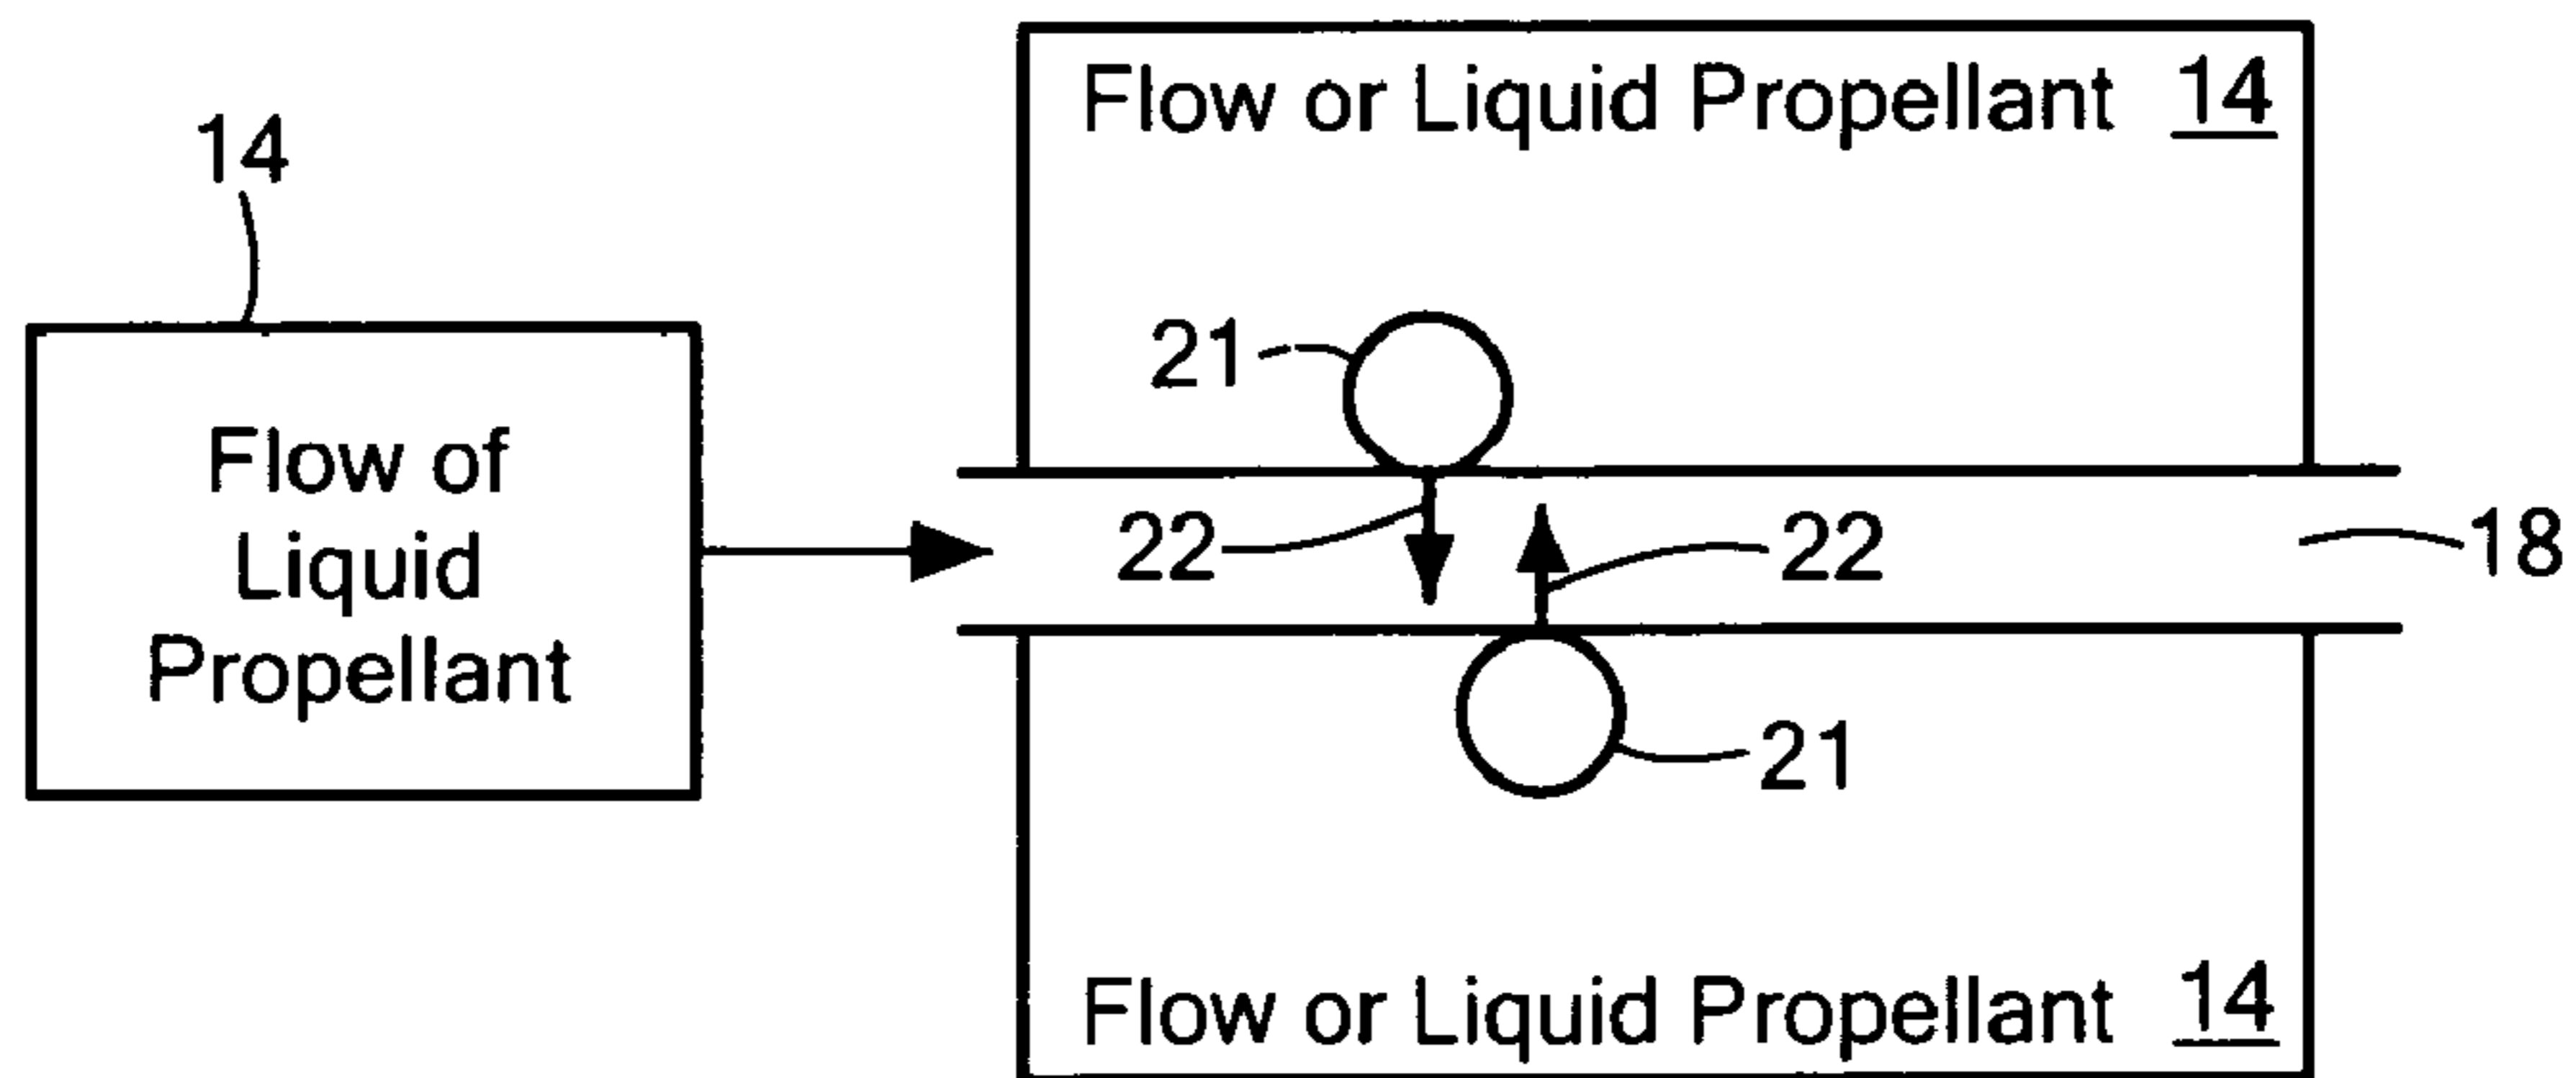 Flow or Liquid Propellant 14
14
21
Flow of
Liquid
Propellant
22
22
18
21
Flow or Liquid Propellant 14